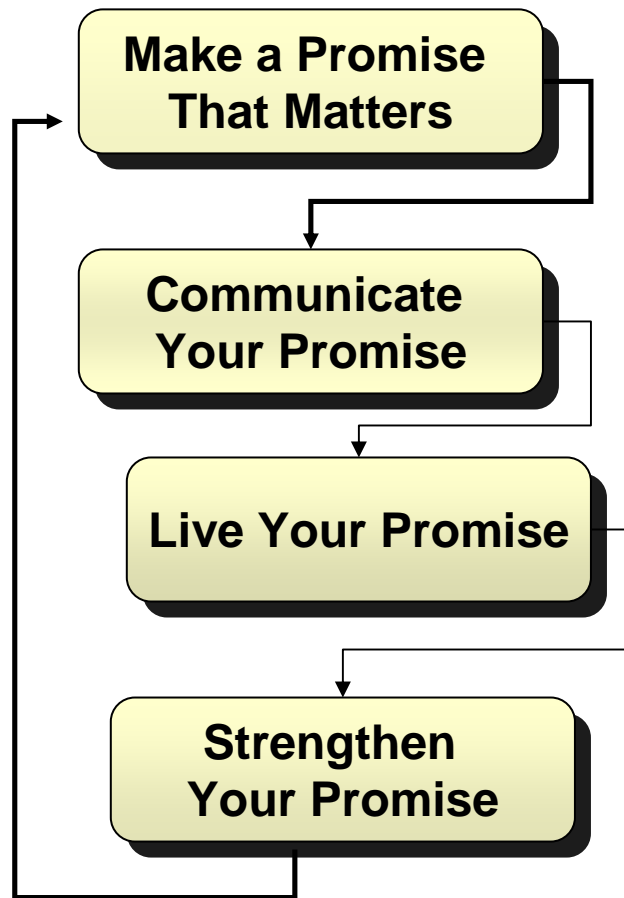 Make a Promise
That Matters
Communicate
Your Promise
Live Your Promise
Strengthen
Your Promise